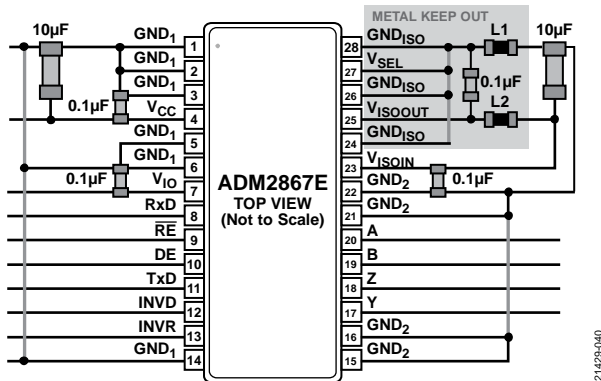 METAL KEEP OUT
10µF
GND1
1
GND1
2
GND1
3
0.1µF
VCC
4
GND1
5
GND1
6
0.1µF
VIO
7
RxD
8
RE
9
DE
10
TxD
11
INVD
12
INVR
13
GND1
14
ADM2867E
TOP VIEW
(Not to Scale)
28
GNDISO
L1
10µF
27
VSEL
26
GNDISO
0.1µF
25
VISOOUT
L2
24
GNDISO
23
VISOIN
22
GND2
0.1µF
21
GND2
20
A
19
B
18
Z
17
Y
16
GND2
15
GND2
21429-040